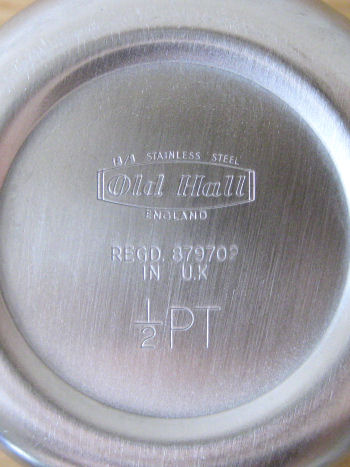 18/8 STAINLESS STEEL
Old Hall
ENGLAND
REGD. 879709
IN U.K
½ PT